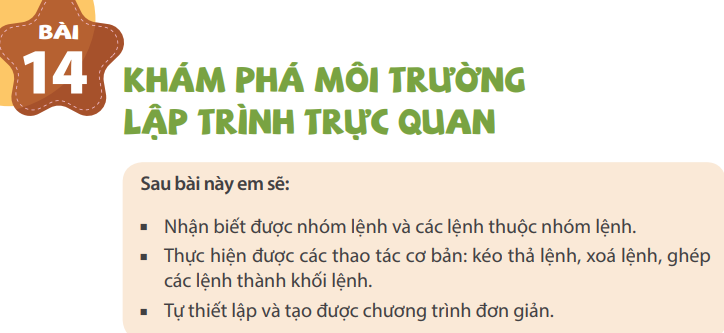 BÀI
14
KHÁM PHÁ MÔI TRƯỜNG
LẬP TRÌNH TRỰC QUAN
Sau bài này em sẽ:
▪ Nhận biết được nhóm lệnh và các lệnh thuộc nhóm lệnh.
▪ Thực hiện được các thao tác cơ bản: kéo thả lệnh, xoá lệnh, ghép
các lệnh thành khối lệnh.
▪ Tự thiết lập và tạo được chương trình đơn giản.